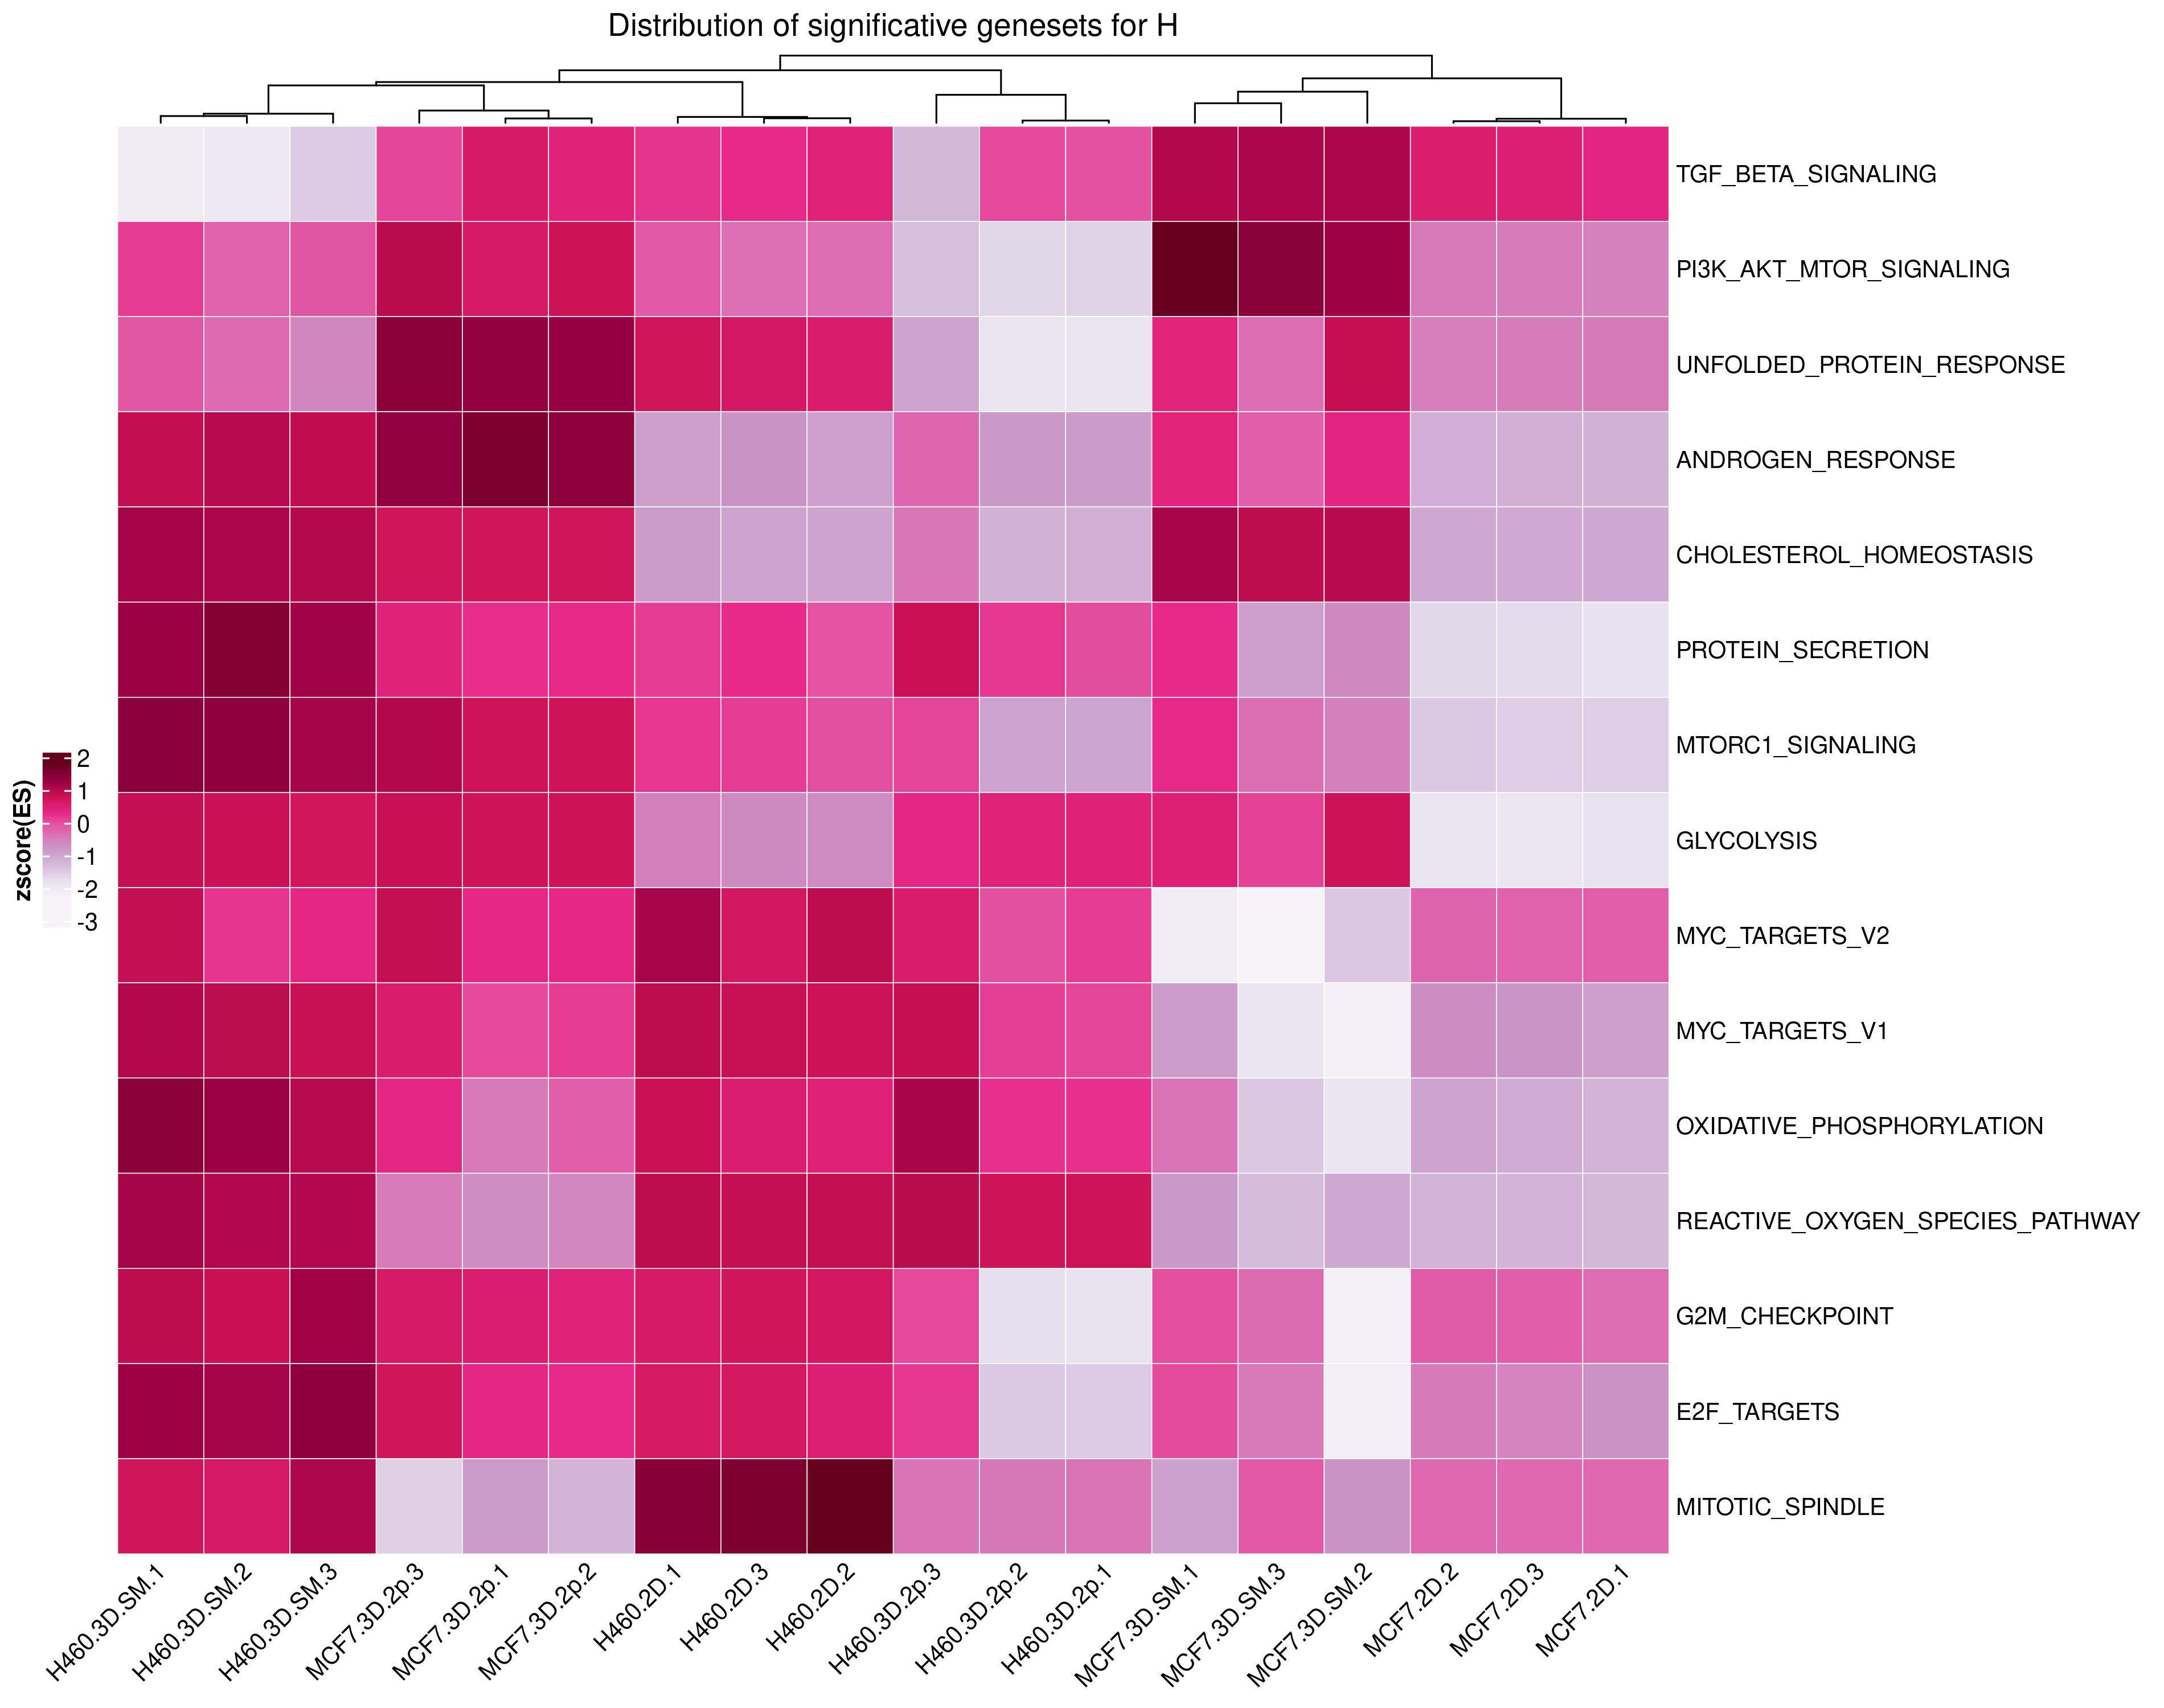 Distribution of significative genesets for H
TGF_BETA_SIGNALING
PI3K_AKT_MTOR_SIGNALING
UNFOLDED_PROTEIN_RESPONSE
ANDROGEN_RESPONSE
CHOLESTEROL_HOMEOSTASIS
PROTEIN_SECRETION
MTORC1_SIGNALING
GLYCOLYSIS
MYC_TARGETS_V2
MYC_TARGETS_V1
OXIDATIVE_PHOSPHORYLATION
REACTIVE_OXYGEN_SPECIES_PATHWAY
G2M_CHECKPOINT
E2F_TARGETS
MITOTIC_SPINDLE
zscore(ES)
2
1
0
-1
-2
-3
H460.3D.SM.1
H460.3D.SM.2
H460.3D.SM.3
MCF7.3D.2p.3
MCF7.3D.2p.1
MCF7.3D.2p.2
H460.2D.1
H460.2D.3
H460.2D.2
H460.3D.2p.3
H460.3D.2p.2
H460.3D.2p.1
MCF7.3D.SM.1
MCF7.3D.SM.3
MCF7.3D.SM.2
MCF7.2D.2
MCF7.2D.3
MCF7.2D.1